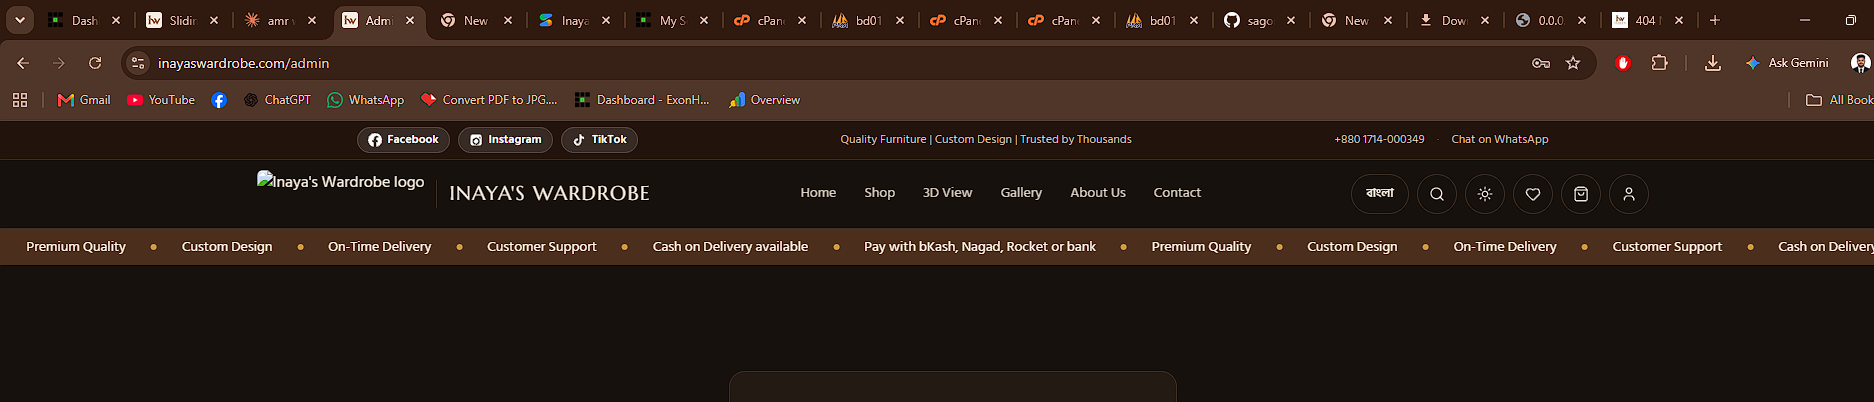 Dash
Slidin
amr w
Admi
New
Inaya
My S
cPan
bd01
cPan
cPan
bd01
sago
New
Dow
0.0.0
404
inayaswardrobe.com/admin
Ask Gemini
Gmail
YouTube
ChatGPT
WhatsApp
Convert PDF to JPG....
Dashboard - ExonH...
Overview
All Book
Facebook
Instagram
TikTok
Quality Furniture | Custom Design | Trusted by Thousands
+880 1714-000349 · Chat on WhatsApp
Inaya's Wardrobe logo
INAYA'S WARDROBE
Home
Shop
3D View
Gallery
About Us
Contact
বাংলা
Premium Quality • Custom Design • On-Time Delivery • Customer Support • Cash on Delivery available • Pay with bKash, Nagad, Rocket or bank • Premium Quality • Custom Design • On-Time Delivery • Customer Support • Cash on Delivery